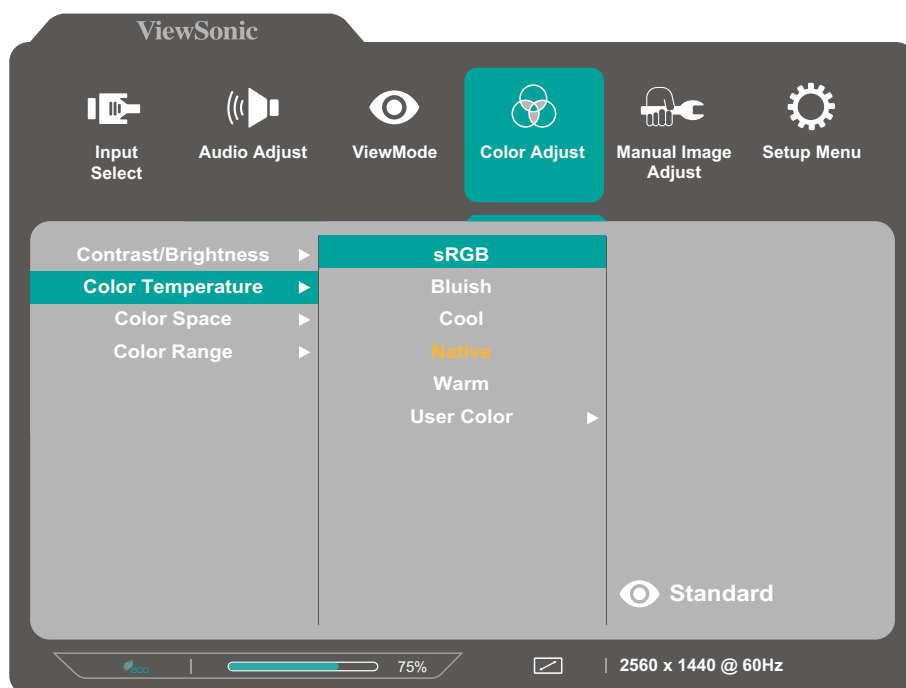 ViewSonic
Input
Select
Audio Adjust
ViewMode
Color Adjust
Manual Image
Adjust
Setup Menu
Contrast/Brightness
Color Temperature
Color Space
Color Range
sRGB
Bluish
Cool
Native
Warm
User Color
Standard
eco
75%
2560 x 1440 @ 60Hz